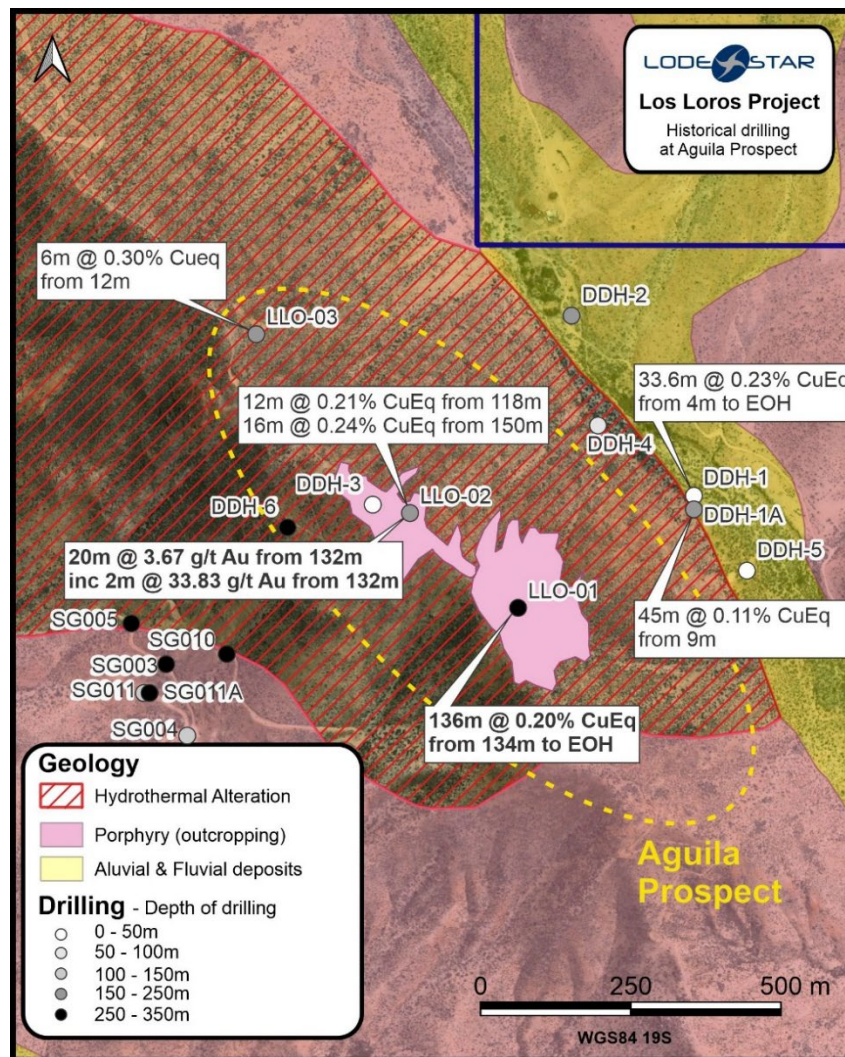 LODE STAR
Los Loros Project
Historical drilling
at Aguila Prospect
6m @ 0.30% Cueq
from 12m
LLO-03
DDH-2
12m @ 0.21% CuEq from 118m
16m @ 0.24% CuEq from 150m
33.6m @ 0.23% CuEq
from 4m to EOH
DDH-4
DDH-3
LLO-02
DDH-1
DDH-1A
DDH-6
DDH-5
20m @ 3.67 g/t Au from 132m
inc 2m @ 33.83 g/t Au from 132m
LLO-01
45m @ 0.11% CuEq
from 9m
SG005
SG010
SG003
SG011
SG011A
SG004
136m @ 0.20% CuEq
from 134m to EOH
Aguila
Prospect
Geology
Hydrothermal Alteration
Porphyry (outcropping)
Aluvial & Fluvial deposits
Drilling - Depth of drilling
0 - 50m
50 - 100m
100 - 150m
150 - 250m
250 - 350m
0 250 500 m
WGS84 19S